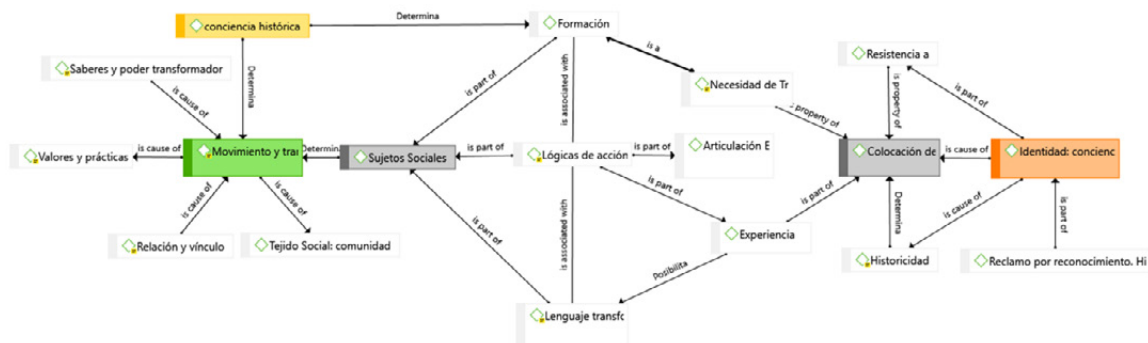 Determina
conciencia histórica
Formación
is a
Resistencia a
Saberes y poder transformador
Determina
is part of
is associated with
Necesidad de Tr
is property of
is part of
is cause of
property of
Valores y prácticas
is cause of
Movimiento y tran
Determina
Sujetos Sociales
is part of
Lógicas de acción
is part of
Articulación E
Colocación de
is cause of
Identidad: concienc
is cause of
is cause of
is part of
is part of
is associated with
is part of
Determina
is cause of
is part of
Relación y vínculo
Tejido Social: comunidad
Experiencia
Historicidad
Reclamo por reconocimiento. Hi
Posibilita
Lenguaje transfo